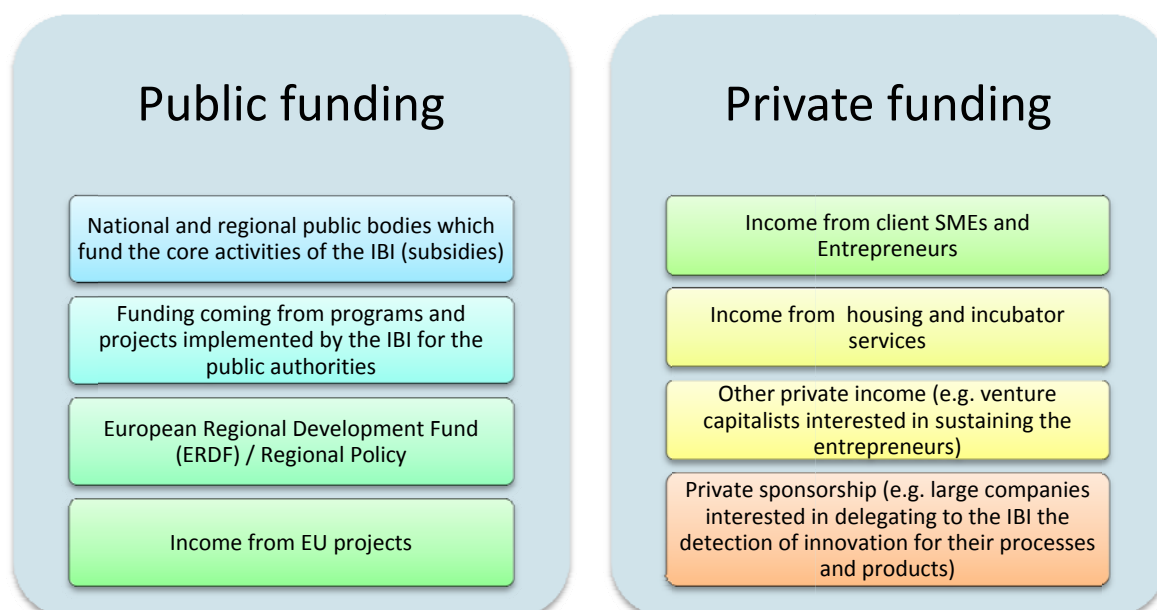 Public funding
National and regional public bodies which
fund the core activities of the IBI (subsidies)
Funding coming from programs and
projects implemented by the IBI for the
public authorities
European Regional Development Fund
(ERDF) / Regional Policy
Income from EU projects
Private funding
Income from client SMEs and
Entrepreneurs
Income from housing and incubator
services
Other private income (e.g. venture
capitalists interested in sustaining the
entrepreneurs)
Private sponsorship (e.g. large companies
interested in delegating to the IBI the
detection of innovation for their processes
and products)